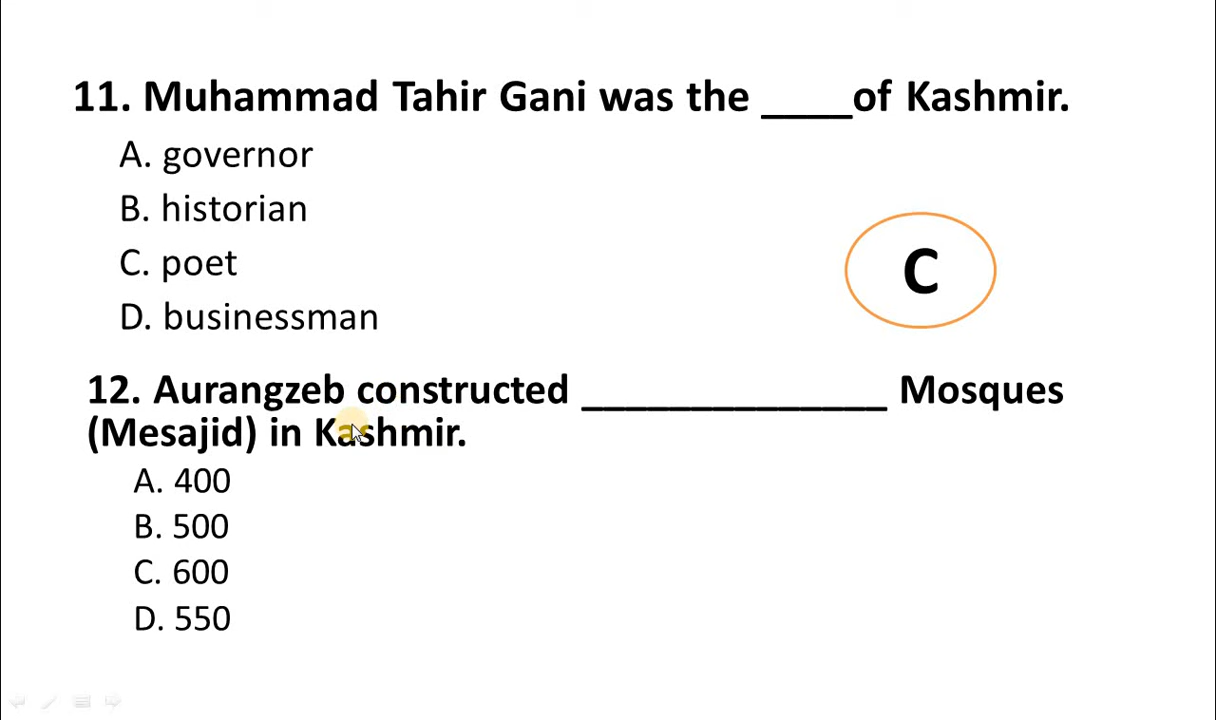 11. Muhammad Tahir Gani was the ____of Kashmir.
A. governor
B. historian
C. poet
D. businessman
C
12. Aurangzeb constructed ______________ Mosques
(Mesajid) in Kashmir.
A. 400
B. 500
C. 600
D. 550